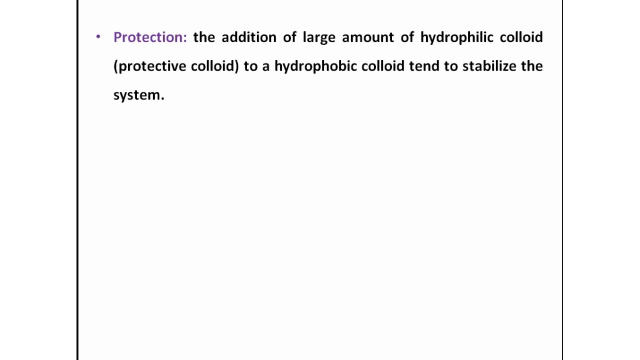 • Protection: the addition of large amount of hydrophilic colloid
(protective colloid) to a hydrophobic colloid tend to stabilize the
system.